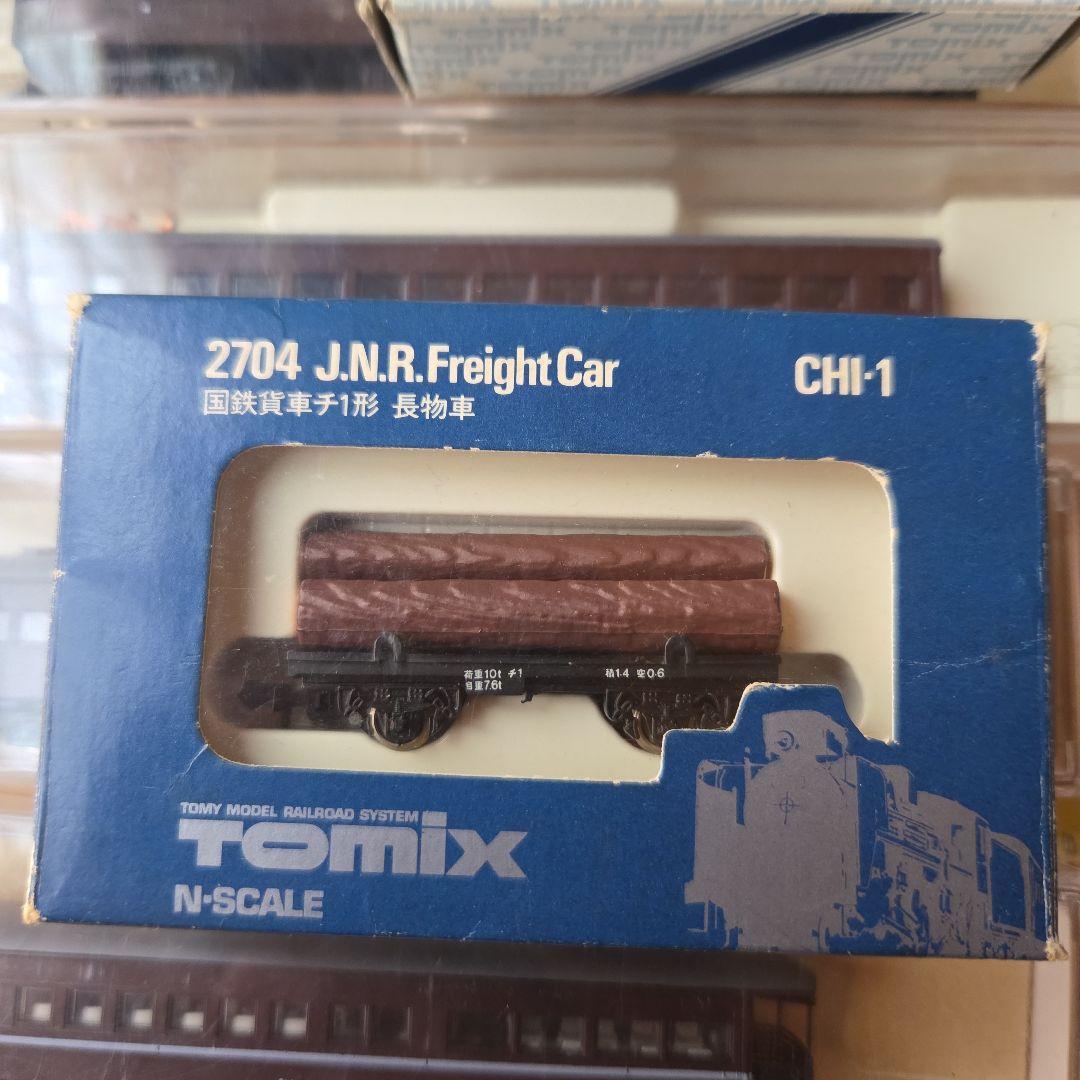 2704 J.N.R. Freight Car
CHI-1
国鉄貨車チ1形 長物車
荷重10t チ1
自重7.6t
積1.4 空0.6
TOMY MODEL RAILROAD SYSTEM
TOMIX
N-SCALE